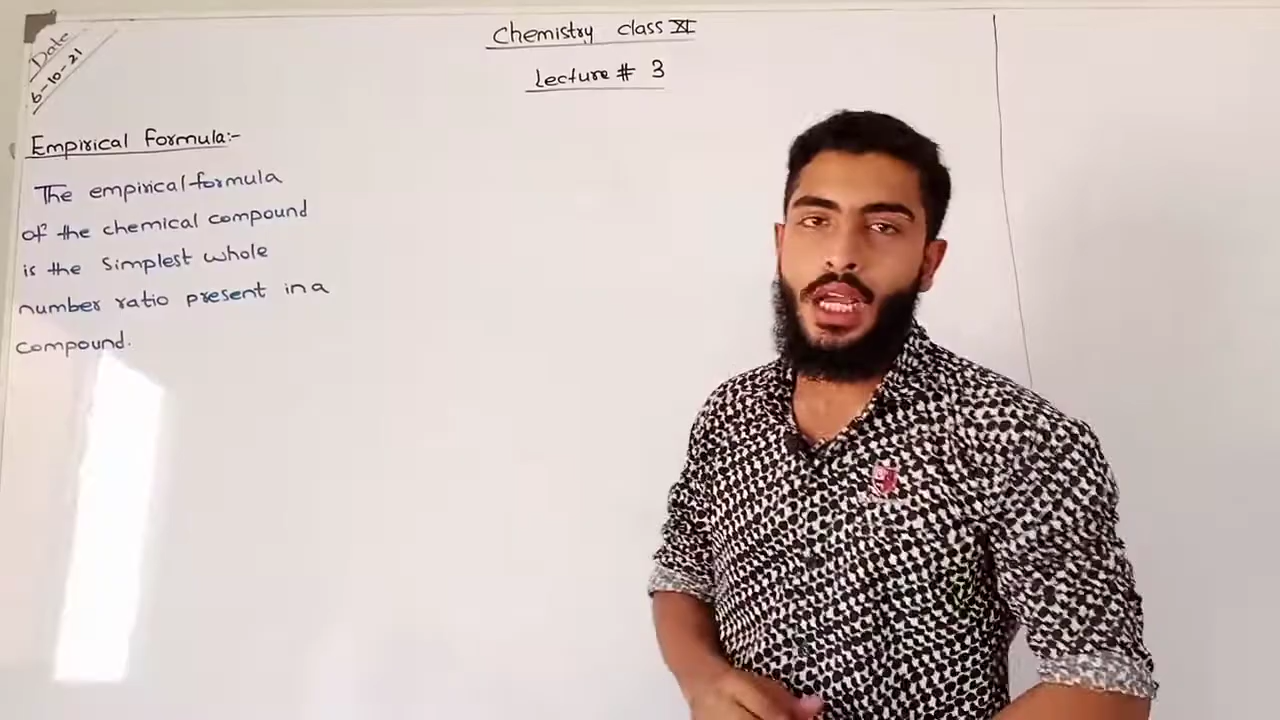 Date
6-10-21
Chemistry class XI
Lecture # 3
Empirical Formula:-
The empirical formula
of the chemical compound
is the simplest whole
number ratio present in a
compound.